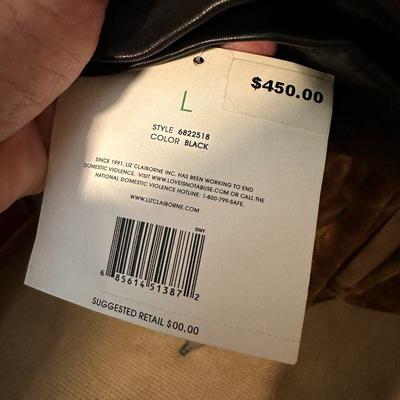 $450.00
L
STYLE 6822518
COLOR BLACK
SINCE 1991, LIZ CLAIBORNE INC. HAS BEEN WORKING TO END
DOMESTIC VIOLENCE. VISIT WWW.LOVEISNOTABUSE.COM OR CALL THE
NATIONAL DOMESTIC VIOLENCE HOTLINE: 1-800-799-SAFE.
WWW.LIZCLAIBORNE.COM
DNY
6 85614 51387 2
SUGGESTED RETAIL $00.00